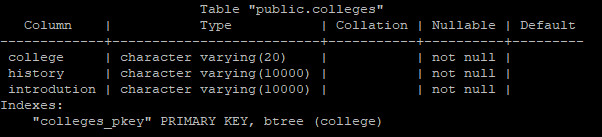 Table "public.colleges"
Column | Type | Collation | Nullable | Default
------------+--------------------------+-----------+----------+---------
college | character varying(20) | | not null |
history | character varying(10000) | | not null |
introdution | character varying(10000) | | not null |
Indexes:
"colleges_pkey" PRIMARY KEY, btree (college)